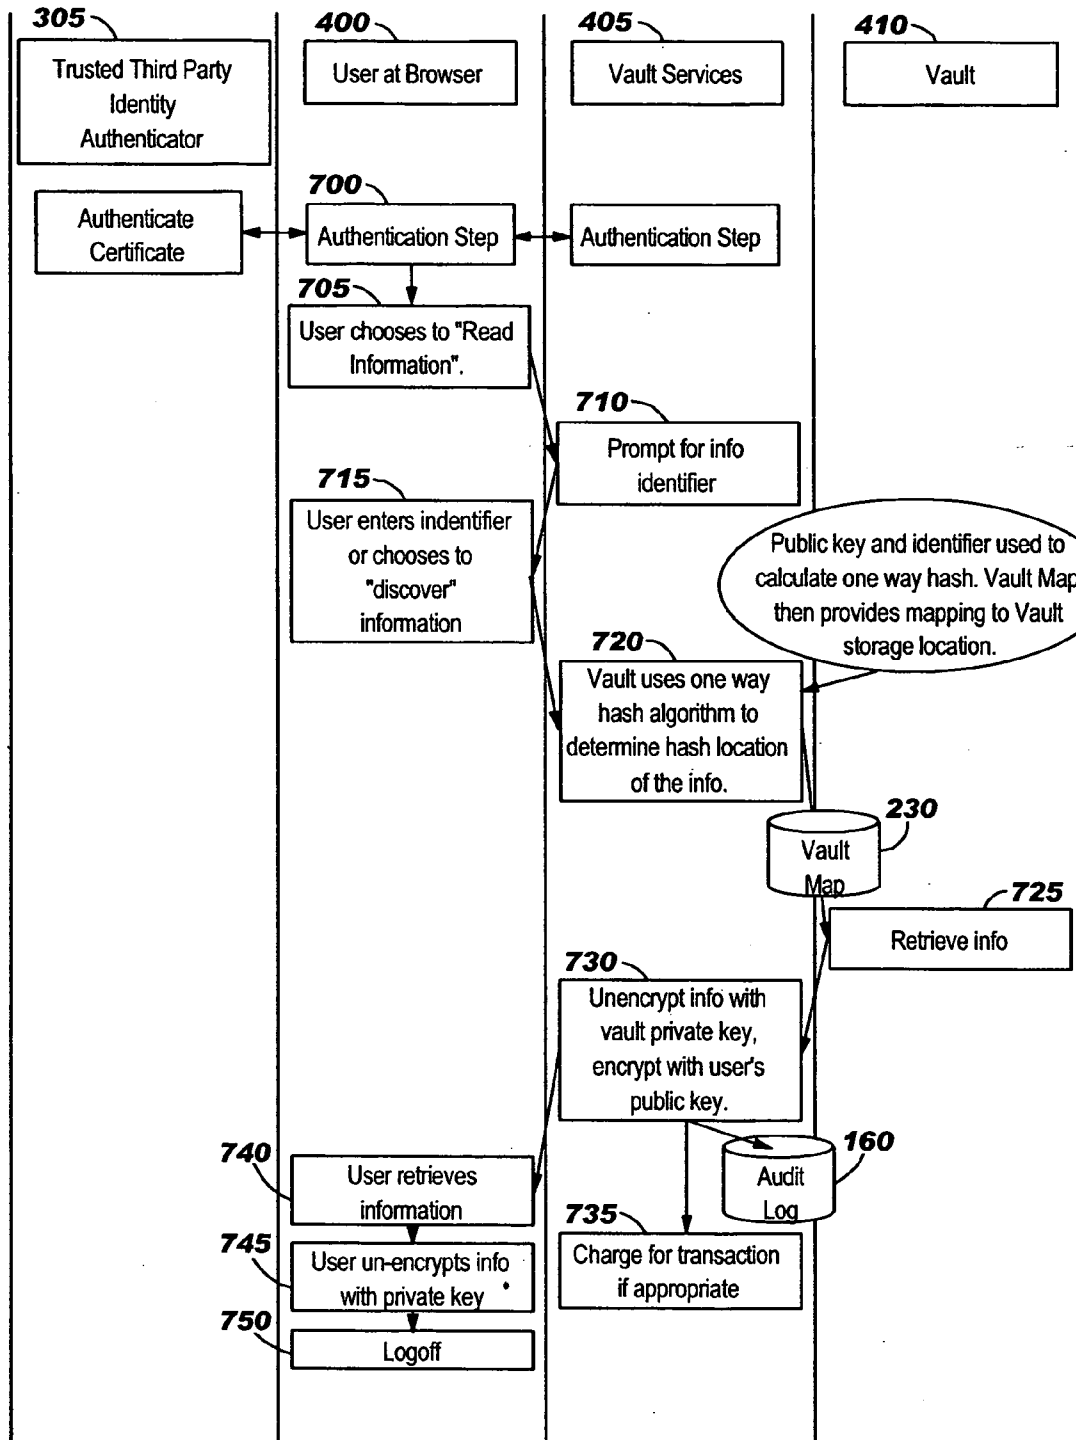 305
400
405
410
Trusted Third Party
Identity
Authenticator
User at Browser
Vault Services
Vault
700
Authenticate
Certificate
Authentication Step
Authentication Step
705
User chooses to "Read
Information".
710
Prompt for info
identifier
715
User enters indentifier
or chooses to
"discover"
information
Public key and identifier used to
calculate one way hash. Vault Map
then provides mapping to Vault
storage location.
720
Vault uses one way
hash algorithm to
determine hash location
of the info.
230
Vault
Map
725
Retrieve info
730
Unencrypt info with
vault private key,
encrypt with user's
public key.
160
Audit
Log
740
User retrieves
information
735
Charge for transaction
if appropriate
745
User un-encrypts info
with private key
750
Logoff